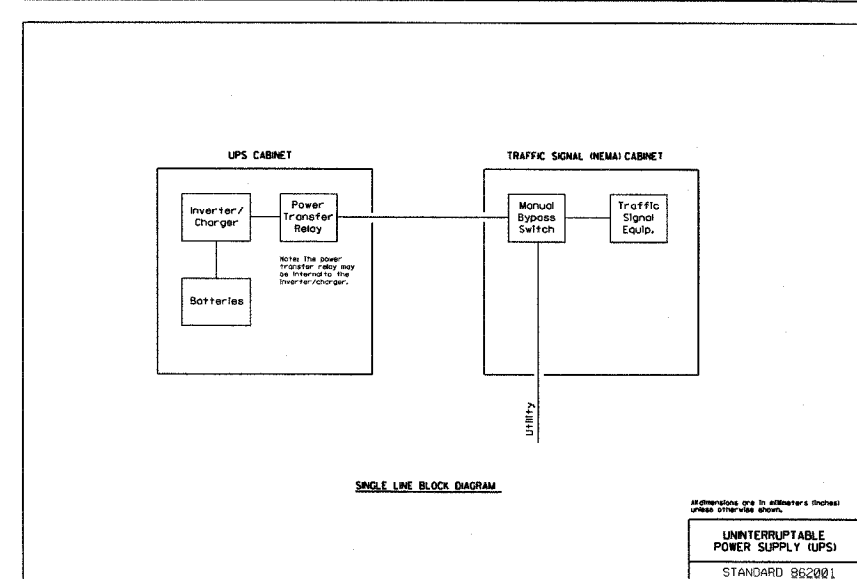 UPS CABINET
TRAFFIC SIGNAL (NEMA) CABINET
Inverter/
Charger
Power
Transfer
Relay
Manual
Bypass
Switch
Traffic
Signal
Equip.
Note: The power
transfer relay may
be internal to the
inverter/charger.
Batteries
Utility
SINGLE LINE BLOCK DIAGRAM
All dimensions are in millimeters (inches)
unless otherwise shown.
UNINTERRUPTABLE
POWER SUPPLY (UPS)
STANDARD 862001